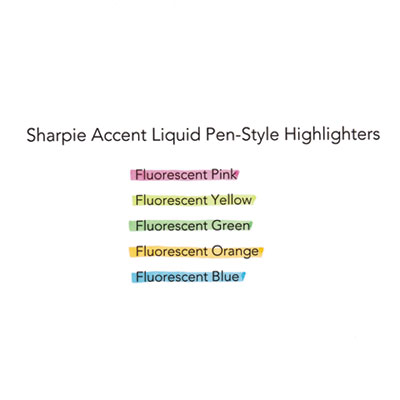 Sharpie Accent Liquid Pen-Style Highlighters
Fluorescent Pink
Fluorescent Yellow
Fluorescent Green
Fluorescent Orange
Fluorescent Blue